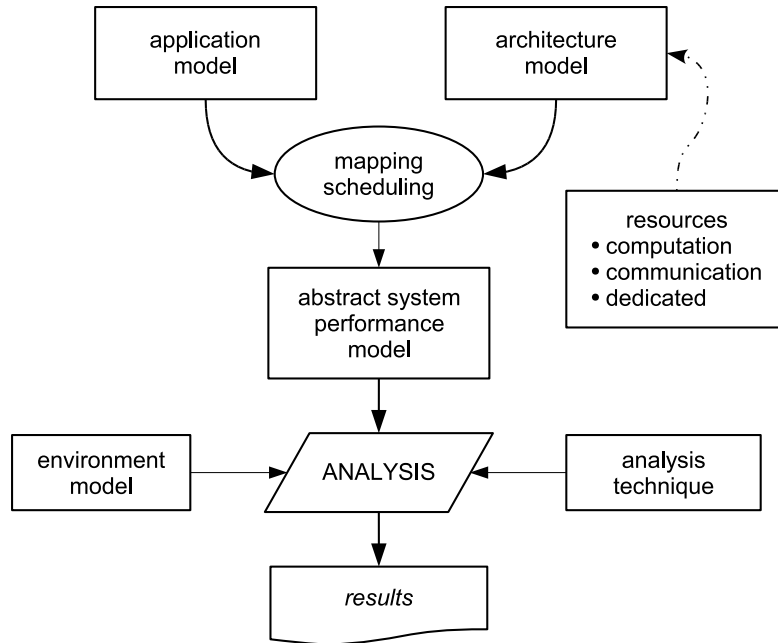 application
model
architecture
model
mapping
scheduling
resources
• computation
• communication
• dedicated
abstract system
performance
model
environment
model
ANALYSIS
analysis
technique
results